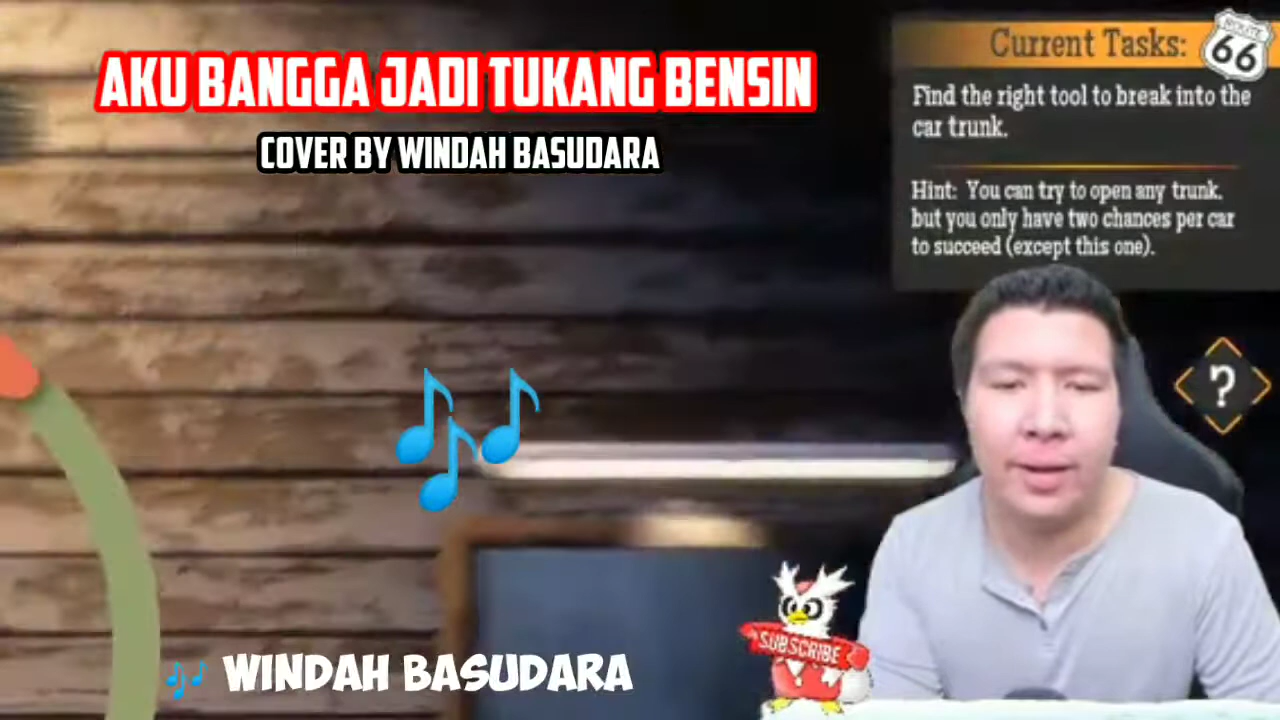 AKU BANGGA JADI TUKANG BENSIN
COVER BY WINDAH BASUDARA
Current Tasks:
ROUTE
66
Find the right tool to break into the
car trunk.
Hint: You can try to open any trunk,
but you only have two chances per car
to succeed (except this one).
?
SUBSCRIBE
WINDAH BASUDARA